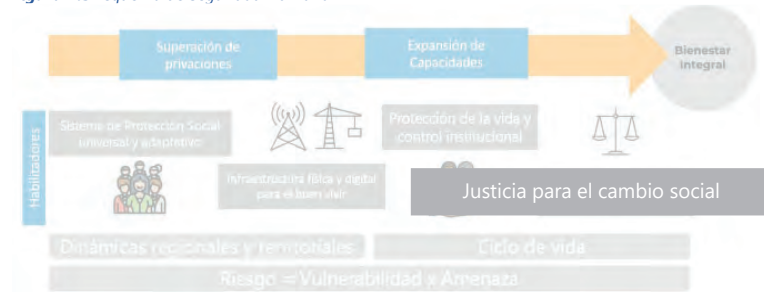 Superación de
privaciones
Expansión de
Capacidades
Bienestar
Integral
Habilitadores
Sistema de Protección Social
universal y adaptativo
Protección de la vida y
control institucional
Infraestructura física y digital
para el buen vivir
Justicia para el cambio social
Dinámicas regionales y territoriales
Ciclo de vida
Riesgo = Vulnerabilidad x Amenaza